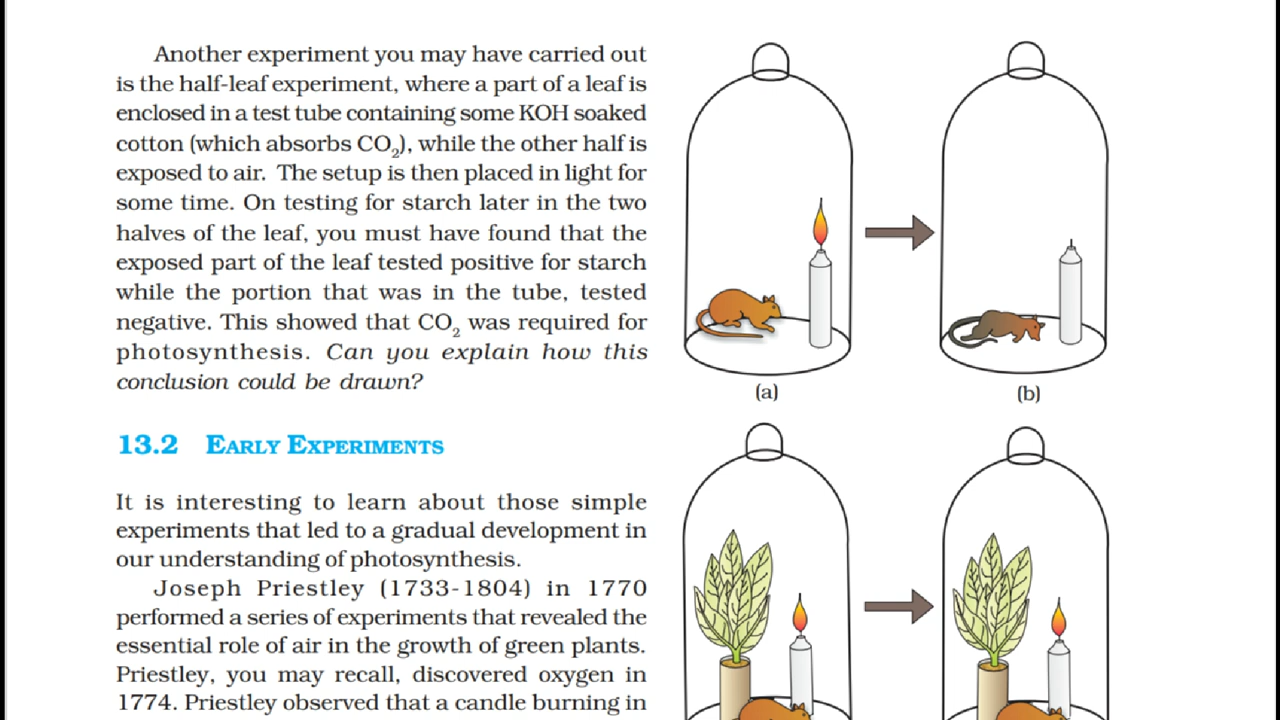 Another experiment you may have carried out
is the half-leaf experiment, where a part of a leaf is
enclosed in a test tube containing some KOH soaked
cotton (which absorbs CO₂), while the other half is
exposed to air. The setup is then placed in light for
some time. On testing for starch later in the two
halves of the leaf, you must have found that the
exposed part of the leaf tested positive for starch
while the portion that was in the tube, tested
negative. This showed that CO₂ was required for
photosynthesis. Can you explain how this
conclusion could be drawn?
13.2 EARLY EXPERIMENTS
It is interesting to learn about those simple
experiments that led to a gradual development in
our understanding of photosynthesis.
Joseph Priestley (1733-1804) in 1770
performed a series of experiments that revealed the
essential role of air in the growth of green plants.
Priestley, you may recall, discovered oxygen in
1774. Priestley observed that a candle burning in
(a)
(b)